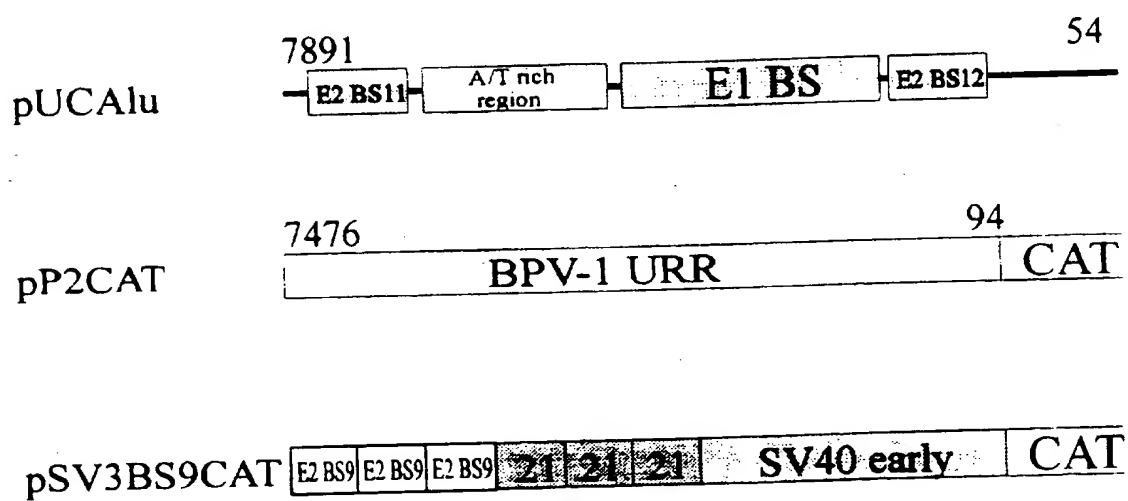 7891 54
pUCAlu E2 BS11 A/T rich region E1 BS E2 BS12
7476 94
pP2CAT BPV-1 URR CAT
pSV3BS9CAT E2 BS9 E2 BS9 E2 BS9 21 21 21 SV40 early CAT